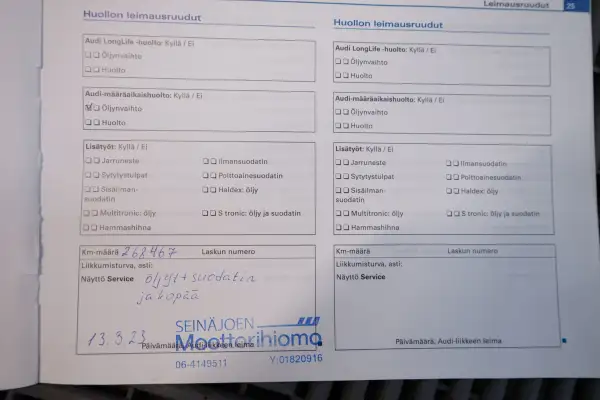 Leimausruudut 25
Huollon leimausruudut
Audi LongLife -huolto: Kyllä / Ei
Öljynvaihto
Huolto
Audi-määräaikaishuolto: Kyllä / Ei
Öljynvaihto
Huolto
Lisätyöt: Kyllä / Ei
Jarruneste
Ilmansuodatin
Sytytystulpat
Polttoainesuodatin
Sisäilman-
suodatin
Haldex: öljy
Multitronic: öljy
S tronic: öljy ja suodatin
Hammashihna
Km-määrä 268467
Laskun numero
Liikkumisturva, asti:
Näyttö Service öljyt + suodatin
ja kopää
13.3.23
SEINÄJOEN
Moottorihiomo
Päivämäärä, Audi-liikkeen leima
06-4149511 Y:01820916
Huollon leimausruudut
Audi LongLife -huolto: Kyllä / Ei
Öljynvaihto
Huolto
Audi-määräaikaishuolto: Kyllä / Ei
Öljynvaihto
Huolto
Lisätyöt: Kyllä / Ei
Jarruneste
Ilmansuodatin
Sytytystulpat
Polttoainesuodatin
Sisäilman-
suodatin
Haldex: öljy
Multitronic: öljy
S tronic: öljy ja suodatin
Hammashihna
Km-määrä
Laskun numero
Liikkumisturva, asti:
Näyttö Service
Päivämäärä, Audi-liikkeen leima